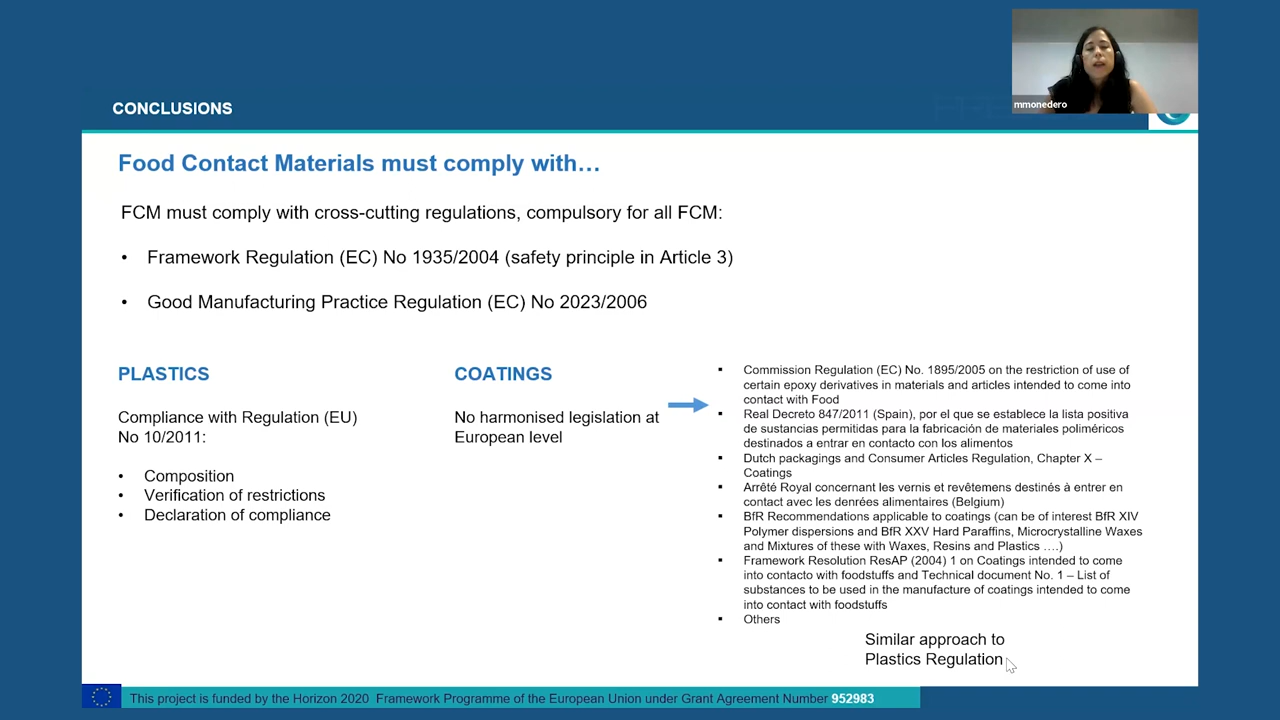 mmonedero
CONCLUSIONS
Food Contact Materials must comply with…
FCM must comply with cross-cutting regulations, compulsory for all FCM:
• Framework Regulation (EC) No 1935/2004 (safety principle in Article 3)
• Good Manufacturing Practice Regulation (EC) No 2023/2006
PLASTICS
Compliance with Regulation (EU)
No 10/2011:
• Composition
• Verification of restrictions
• Declaration of compliance
COATINGS
No harmonised legislation at
European level
▪ Commission Regulation (EC) No. 1895/2005 on the restriction of use of
certain epoxy derivatives in materials and articles intended to come into
contact with Food
▪ Real Decreto 847/2011 (Spain), por el que se establece la lista positiva
de sustancias permitidas para la fabricación de materiales poliméricos
destinados a entrar en contacto con los alimentos
▪ Dutch packagings and Consumer Articles Regulation, Chapter X –
Coatings
▪ Arrêté Royal concernant les vernis et revêtemens destinés à entrer en
contact avec les denrées alimentaires (Belgium)
▪ BfR Recommendations applicable to coatings (can be of interest BfR XIV
Polymer dispersions and BfR XXV Hard Paraffins, Microcrystalline Waxes
and Mixtures of these with Waxes, Resins and Plastics ….)
▪ Framework Resolution ResAP (2004) 1 on Coatings intended to come
into contacto with foodstuffs and Technical document No. 1 – List of
substances to be used in the manufacture of coatings intended to come
into contact with foodstuffs
▪ Others
Similar approach to
Plastics Regulation
This project is funded by the Horizon 2020 Framework Programme of the European Union under Grant Agreement Number 952983